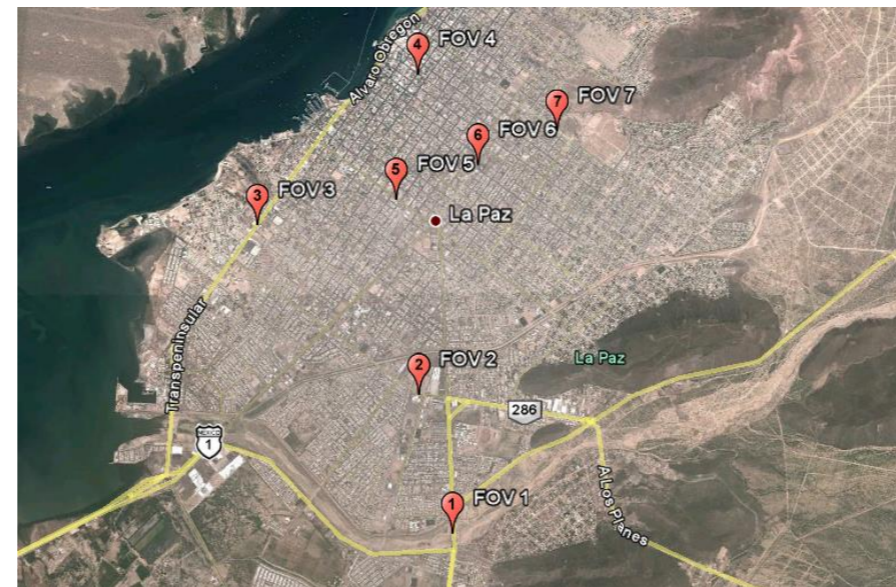 Alvaro Obregon
4
FOV 4
7
FOV 7
6
FOV 6
5
FOV 5
3
FOV 3
La Paz
Transpeninsular
2
FOV 2
La Paz
286
MEXICO
1
A Los Planes
1
FOV 1